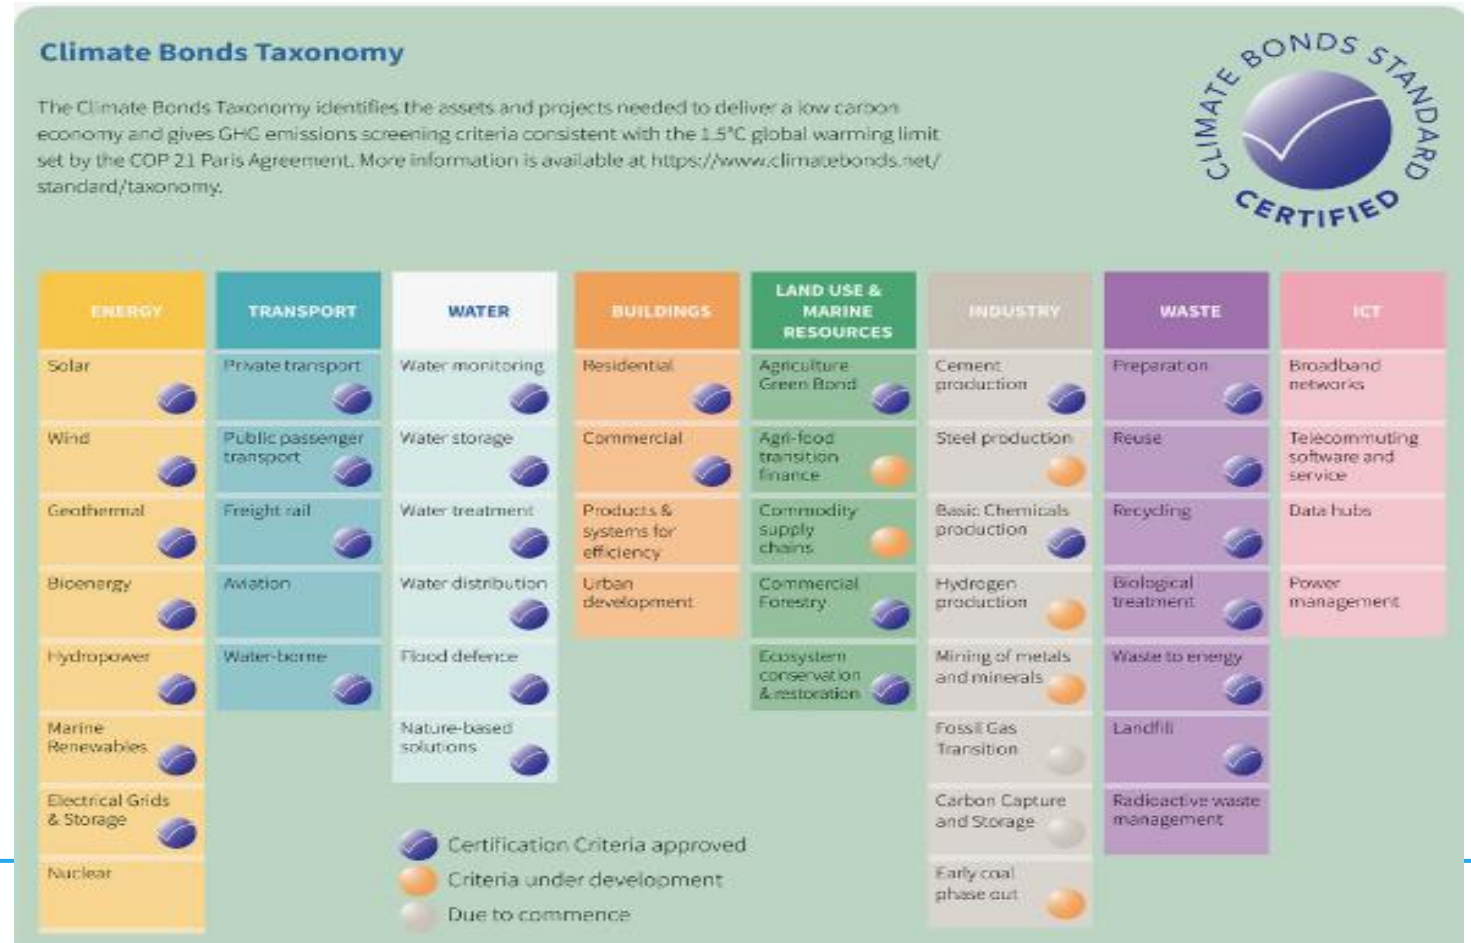 Climate Bonds Taxonomy
The Climate Bonds Taxonomy identifies the assets and projects needed to deliver a low carbon
economy and gives GHG emissions screening criteria consistent with the 1.5°C global warming limit
set by the COP 21 Paris Agreement. More information is available at https://www.climatebonds.net/
standard/taxonomy.
CLIMATE BONDS STANDARD
CERTIFIED
ENERGY
Solar
Wind
Geothermal
Bioenergy
Hydropower
Marine
Renewables
Electrical Grids
& Storage
Nuclear
TRANSPORT
Private transport
Public passenger
transport
Freight rail
Aviation
Water-borne
WATER
Water monitoring
Water storage
Water treatment
Water distribution
Flood defence
Nature-based
solutions
BUILDINGS
Residential
Commercial
Products &
systems for
efficiency
Urban
development
LAND USE &
MARINE
RESOURCES
Agriculture
Green Bond
Agri-food
transition
finance
Commodity
supply
chains
Commercial
Forestry
Ecosystem
conservation
& restoration
INDUSTRY
Cement
production
Steel production
Basic Chemicals
production
Hydrogen
production
Mining of metals
and minerals
Fossil Gas
Transition
Carbon Capture
and Storage
Early coal
phase out
WASTE
Preparation
Reuse
Recycling
Biological
treatment
Waste to energy
Landfill
Radioactive waste
management
ICT
Broadband
networks
Telecommuting
software and
service
Data hubs
Power
management
Certification Criteria approved
Criteria under development
Due to commence